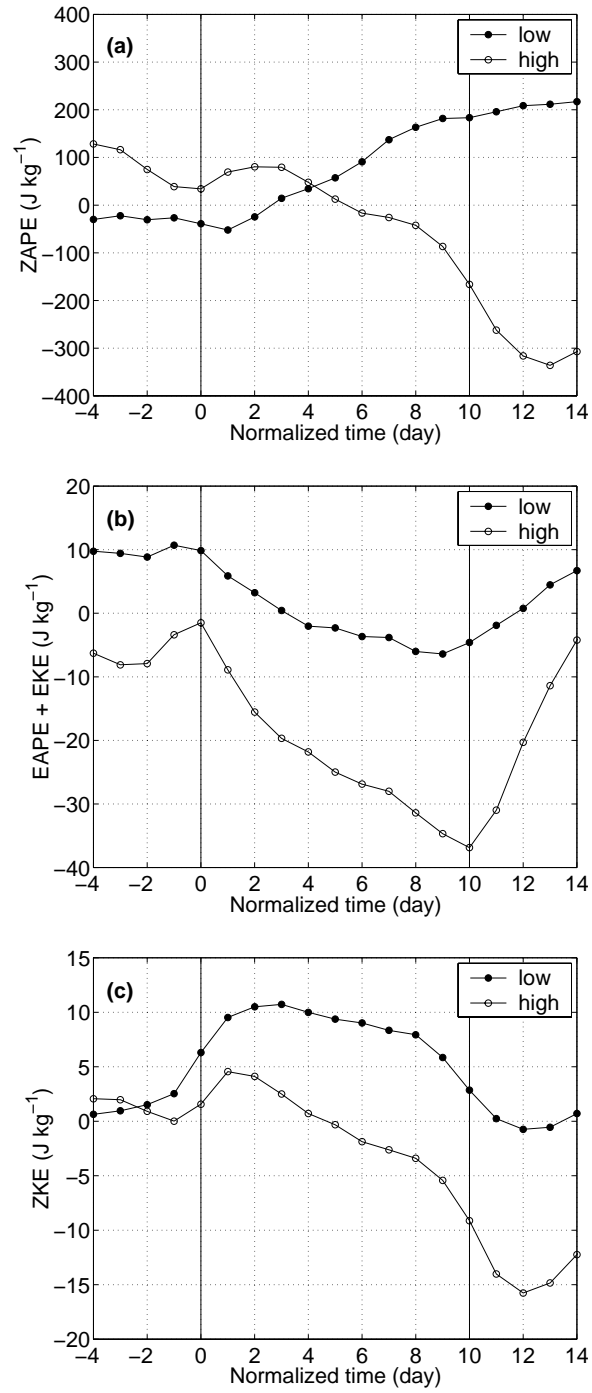 400
300
200
100
0
−100
−200
−300
−400
ZAPE (J kg−1)
(a)
low
high
−4 −2 0 2 4 6 8 10 12 14
Normalized time (day)
20
10
0
−10
−20
−30
−40
EAPE + EKE (J kg−1)
(b)
low
high
−4 −2 0 2 4 6 8 10 12 14
Normalized time (day)
15
10
5
0
−5
−10
−15
−20
ZKE (J kg−1)
(c)
low
high
−4 −2 0 2 4 6 8 10 12 14
Normalized time (day)